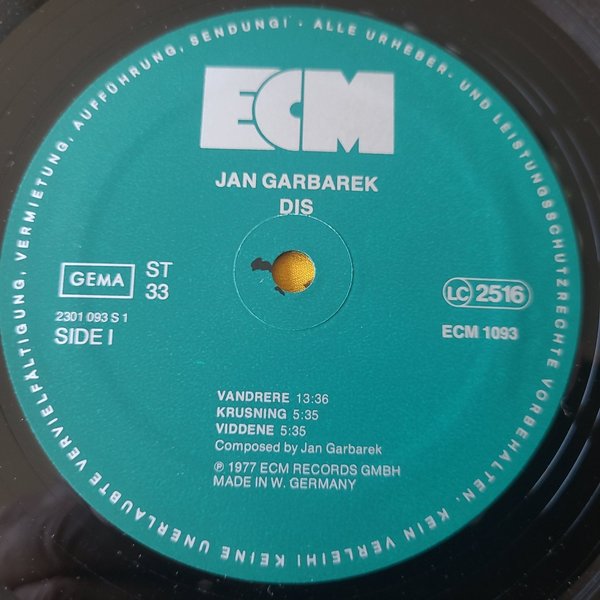 ALLE URHEBER- UND LEISTUNGSSCHUTZRECHTE VORBEHALTEN. KEIN VERLEIH! KEINE UNERLAUBTE VERVIELFÄLTIGUNG, VERMIETUNG, AUFFÜHRUNG, SENDUNG! -
ECM
JAN GARBAREK
DIS
GEMA
ST
33
2301 093 S 1
SIDE I
LC 2516
ECM 1093
VANDRERE 13:36
KRUSNING 5:35
VIDDENE 5:35
Composed by Jan Garbarek
℗ 1977 ECM RECORDS GMBH
MADE IN W. GERMANY